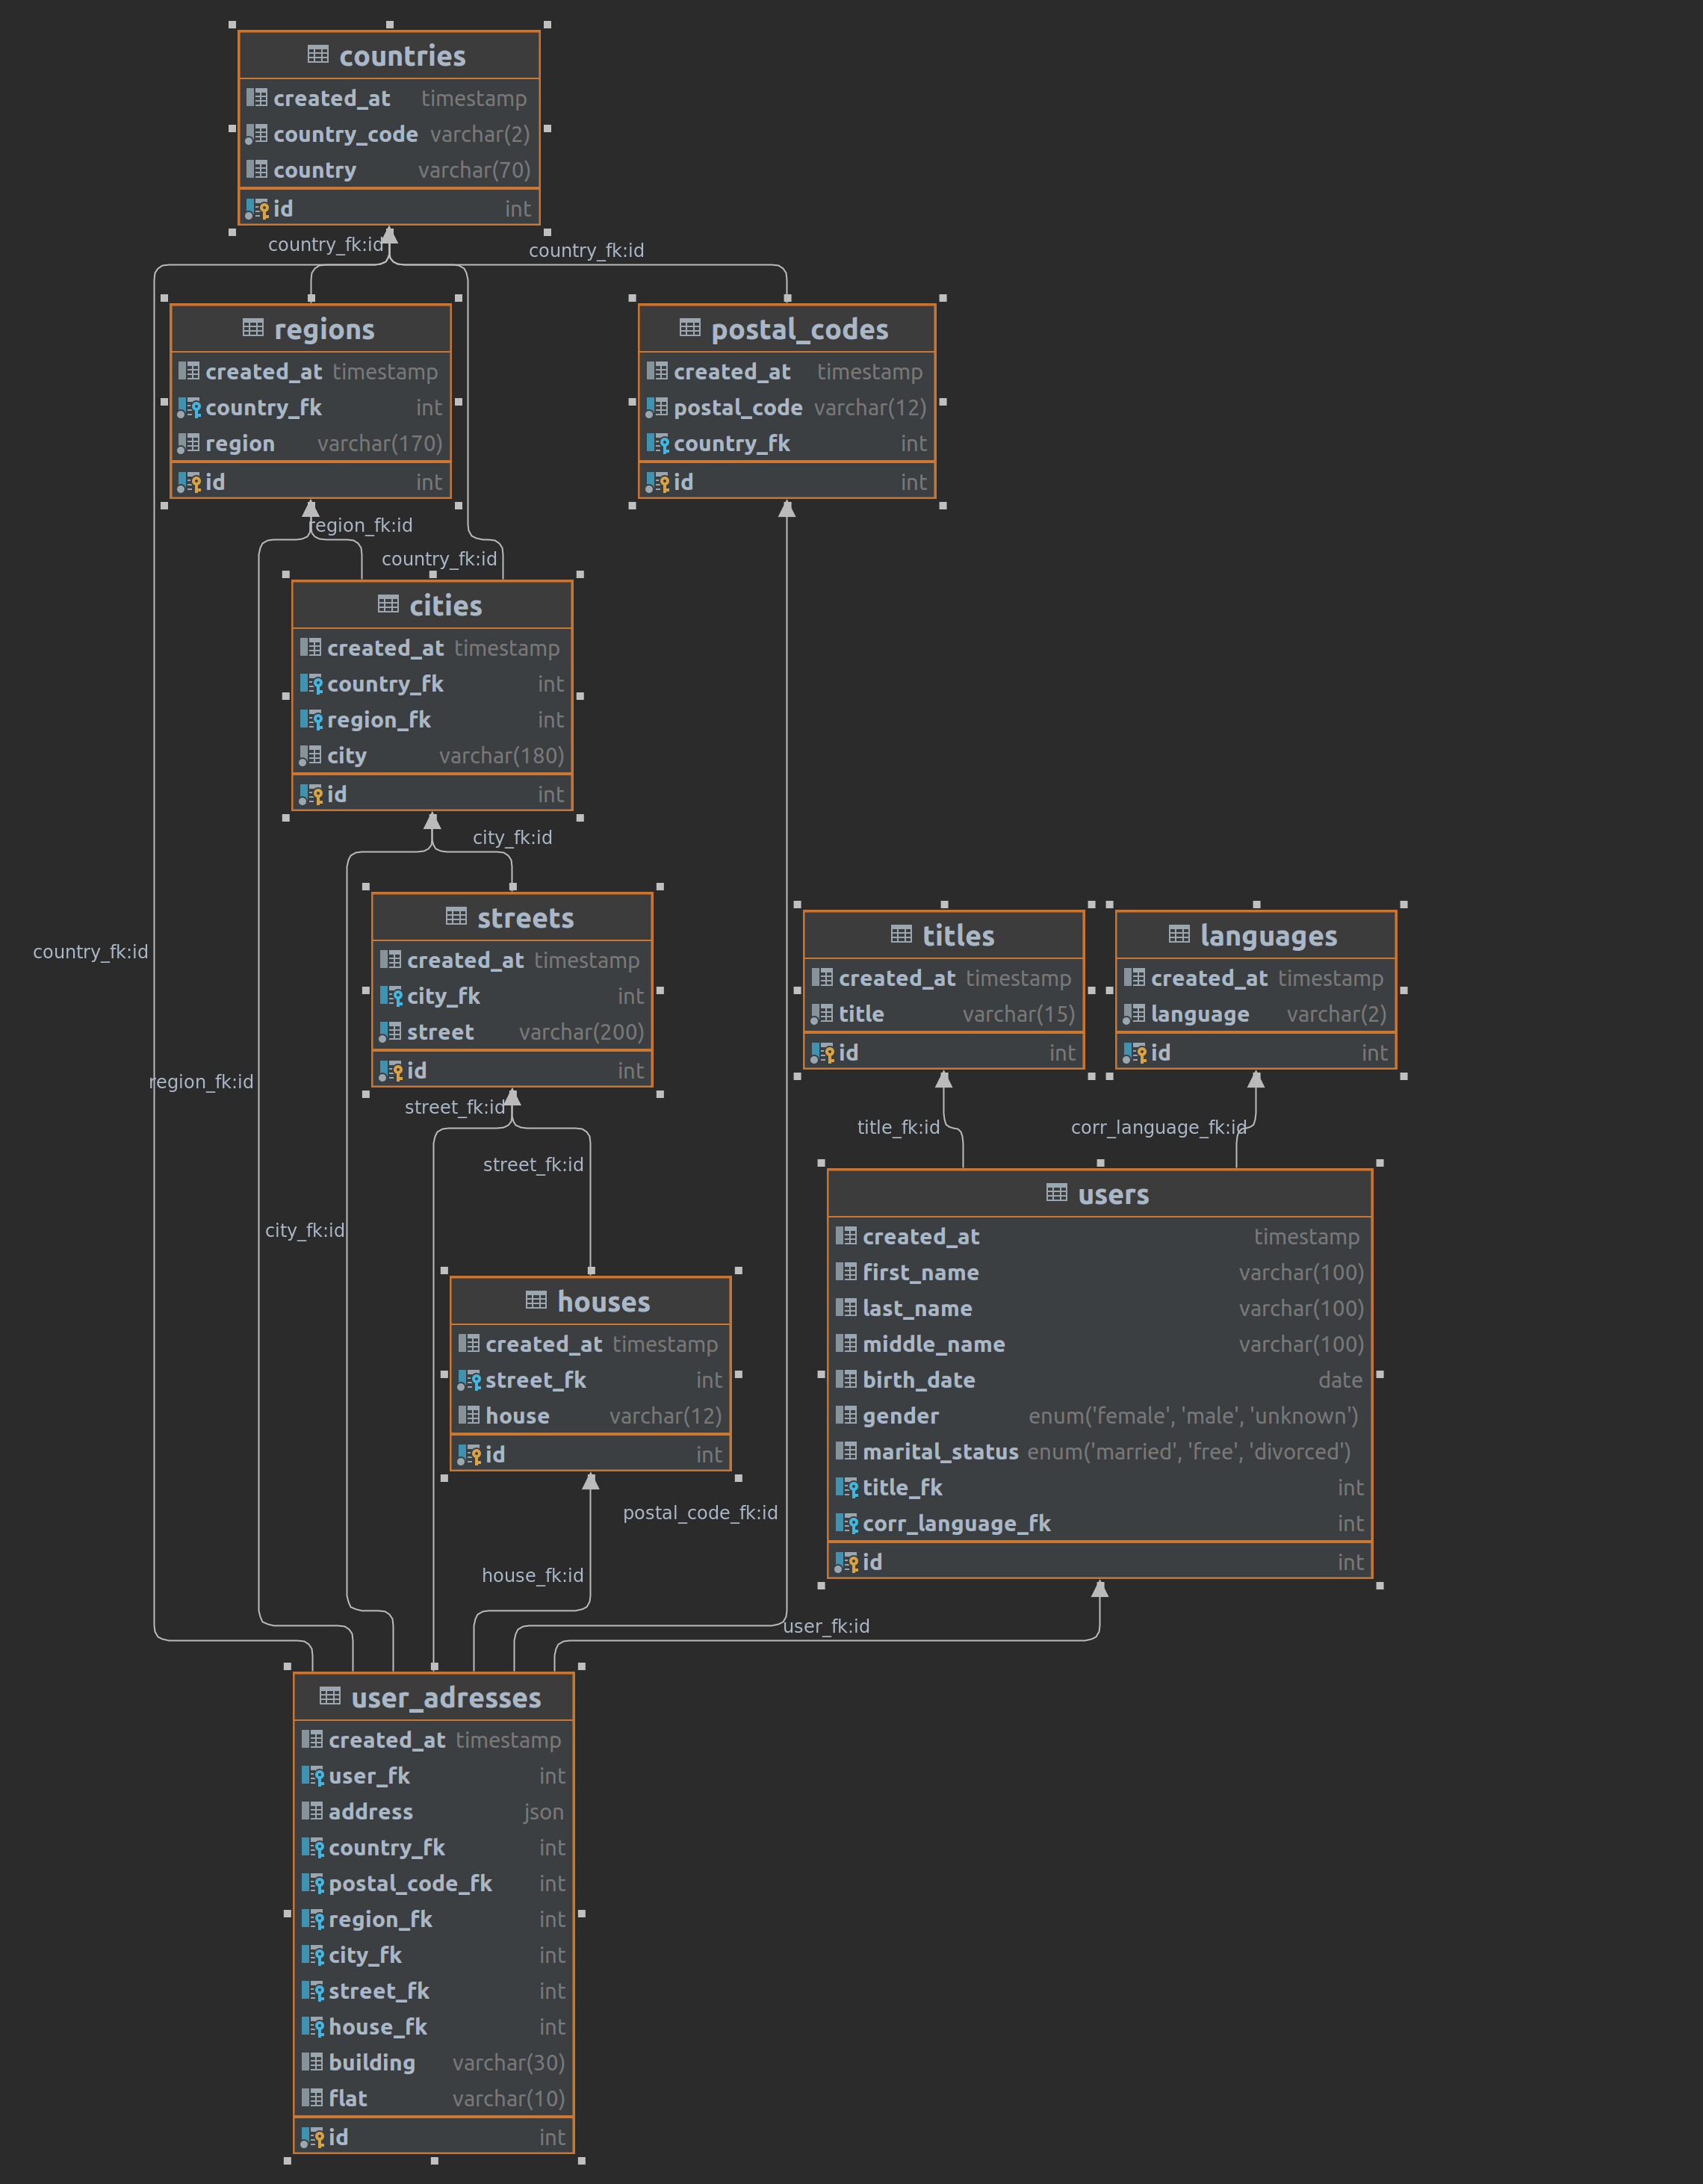 countries
created_at timestamp
country_code varchar(2)
country varchar(70)
id int
country_fk:id
country_fk:id
regions
created_at timestamp
country_fk int
region varchar(170)
id int
postal_codes
created_at timestamp
postal_code varchar(12)
country_fk int
id int
region_fk:id
country_fk:id
cities
created_at timestamp
country_fk int
region_fk int
city varchar(180)
id int
city_fk:id
streets
created_at timestamp
city_fk int
street varchar(200)
id int
titles
created_at timestamp
title varchar(15)
id int
languages
created_at timestamp
language varchar(2)
id int
country_fk:id
region_fk:id
street_fk:id
title_fk:id
corr_language_fk:id
street_fk:id
city_fk:id
users
created_at timestamp
first_name varchar(100)
last_name varchar(100)
middle_name varchar(100)
birth_date date
gender enum('female', 'male', 'unknown')
marital_status enum('married', 'free', 'divorced')
title_fk int
corr_language_fk int
id int
houses
created_at timestamp
street_fk int
house varchar(12)
id int
postal_code_fk:id
house_fk:id
user_fk:id
user_adresses
created_at timestamp
user_fk int
address json
country_fk int
postal_code_fk int
region_fk int
city_fk int
street_fk int
house_fk int
building varchar(30)
flat varchar(10)
id int